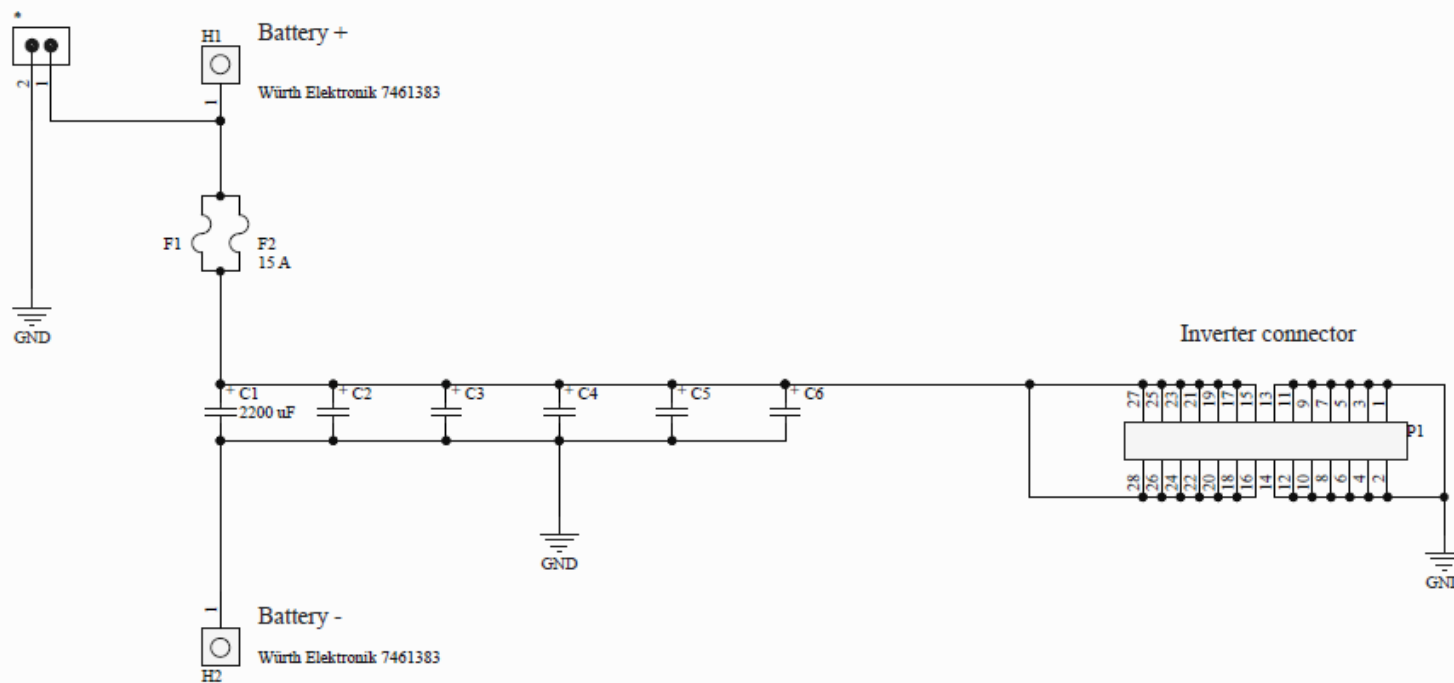 *
2
1
GND
H1
Battery +
1
Würth Elektronik 7461383
F1
F2
15 A
C1
2200 uF
C2
C3
C4
C5
C6
GND
1
Battery -
Würth Elektronik 7461383
H2
Inverter connector
27 25 23 21 19 17 15 13 11 9 7 5 3 1
P1
28 26 24 22 20 18 16 14 12 10 8 6 4 2